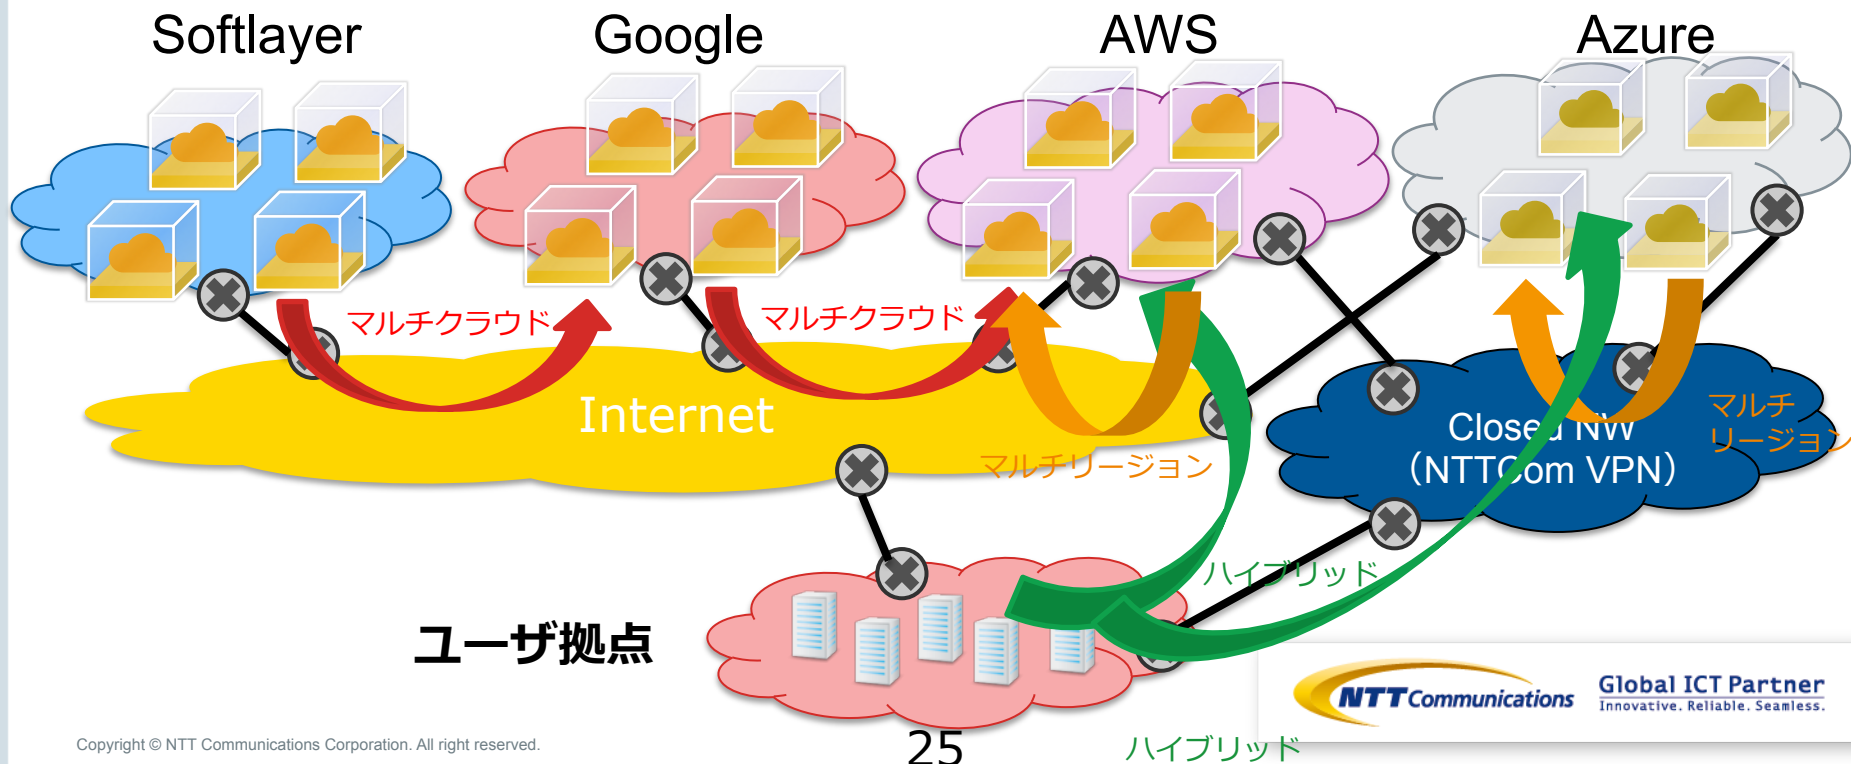 Softlayer
Google
AWS
Azure
マルチクラウド
マルチクラウド
Internet
マルチリージョン
Closed NW
（NTTCom VPN）
マルチ
リージョン
ハイブリッド
ユーザ拠点
NTT Communications
Global ICT Partner
Innovative. Reliable. Seamless.
Copyright © NTT Communications Corporation. All right reserved.
25
ハイブリッド